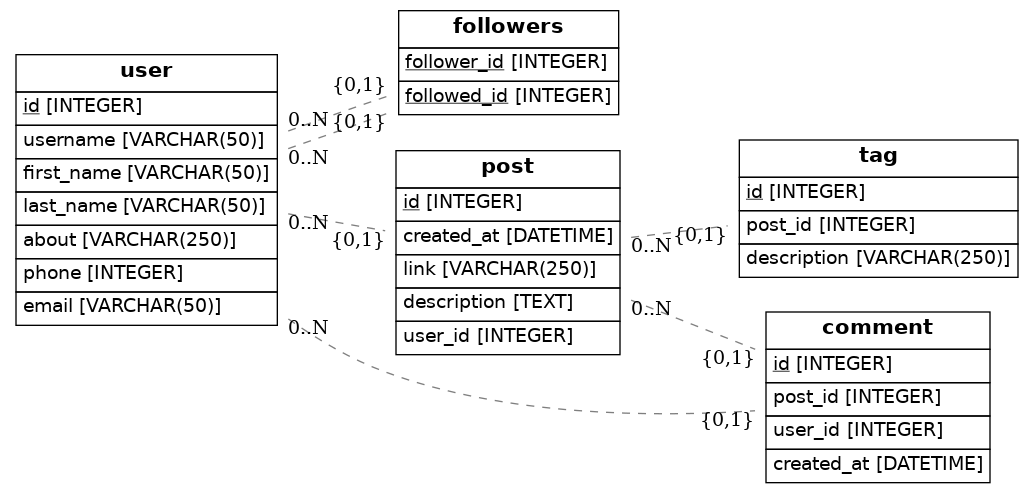 user
id [INTEGER]
username [VARCHAR(50)]
first_name [VARCHAR(50)]
last_name [VARCHAR(50)]
about [VARCHAR(250)]
phone [INTEGER]
email [VARCHAR(50)]
followers
follower_id [INTEGER]
followed_id [INTEGER]
post
id [INTEGER]
created_at [DATETIME]
link [VARCHAR(250)]
description [TEXT]
user_id [INTEGER]
tag
id [INTEGER]
post_id [INTEGER]
description [VARCHAR(250)]
comment
id [INTEGER]
post_id [INTEGER]
user_id [INTEGER]
created_at [DATETIME]
{0,1}
0..N
{0,1}
0..N
0..N
{0,1}
0..N
{0,1}
0..N
{0,1}
0..N
{0,1}